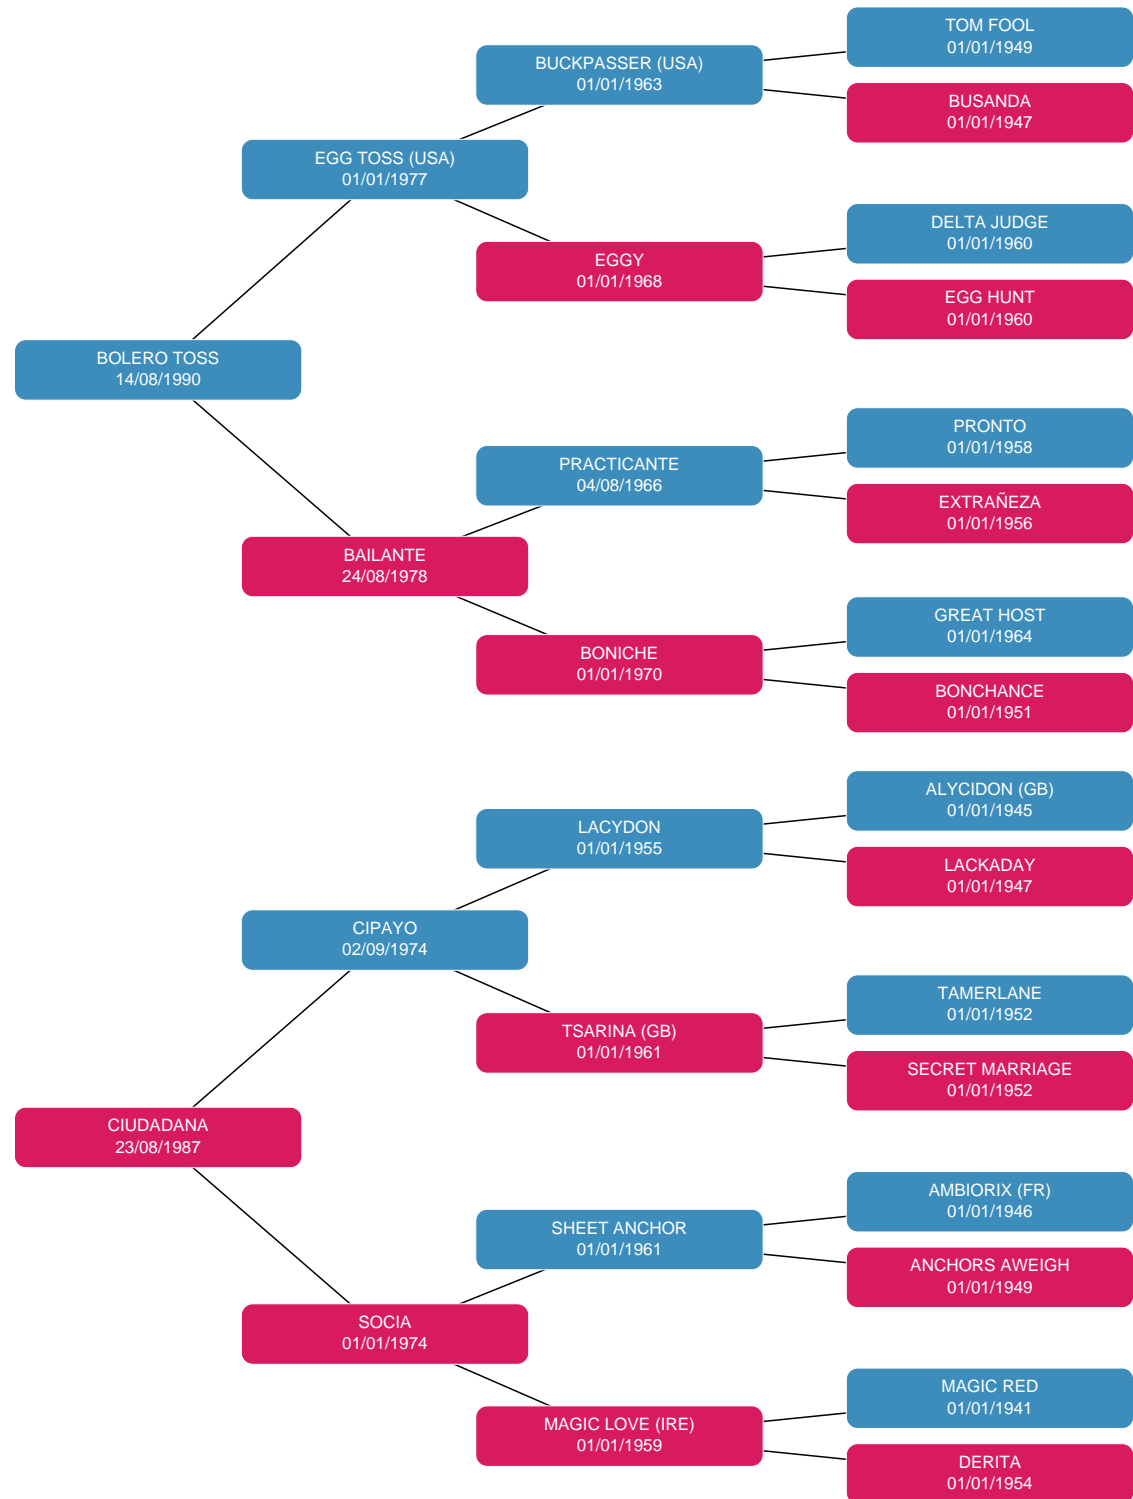 TOM FOOL
01/01/1949
BUCKPASSER (USA)
01/01/1963
BUSANDA
01/01/1947
EGG TOSS (USA)
01/01/1977
DELTA JUDGE
01/01/1960
EGGY
01/01/1968
EGG HUNT
01/01/1960
BOLERO TOSS
14/08/1990
PRONTO
01/01/1958
PRACTICANTE
04/08/1966
EXTRAÑEZA
01/01/1956
BAILANTE
24/08/1978
GREAT HOST
01/01/1964
BONICHE
01/01/1970
BONCHANCE
01/01/1951
ALYCIDON (GB)
01/01/1945
LACYDON
01/01/1955
LACKADAY
01/01/1947
CIPAYO
02/09/1974
TAMERLANE
01/01/1952
TSARINA (GB)
01/01/1961
SECRET MARRIAGE
01/01/1952
CIUDADANA
23/08/1987
AMBIORIX (FR)
01/01/1946
SHEET ANCHOR
01/01/1961
ANCHORS AWEIGH
01/01/1949
SOCIA
01/01/1974
MAGIC RED
01/01/1941
MAGIC LOVE (IRE)
01/01/1959
DERITA
01/01/1954